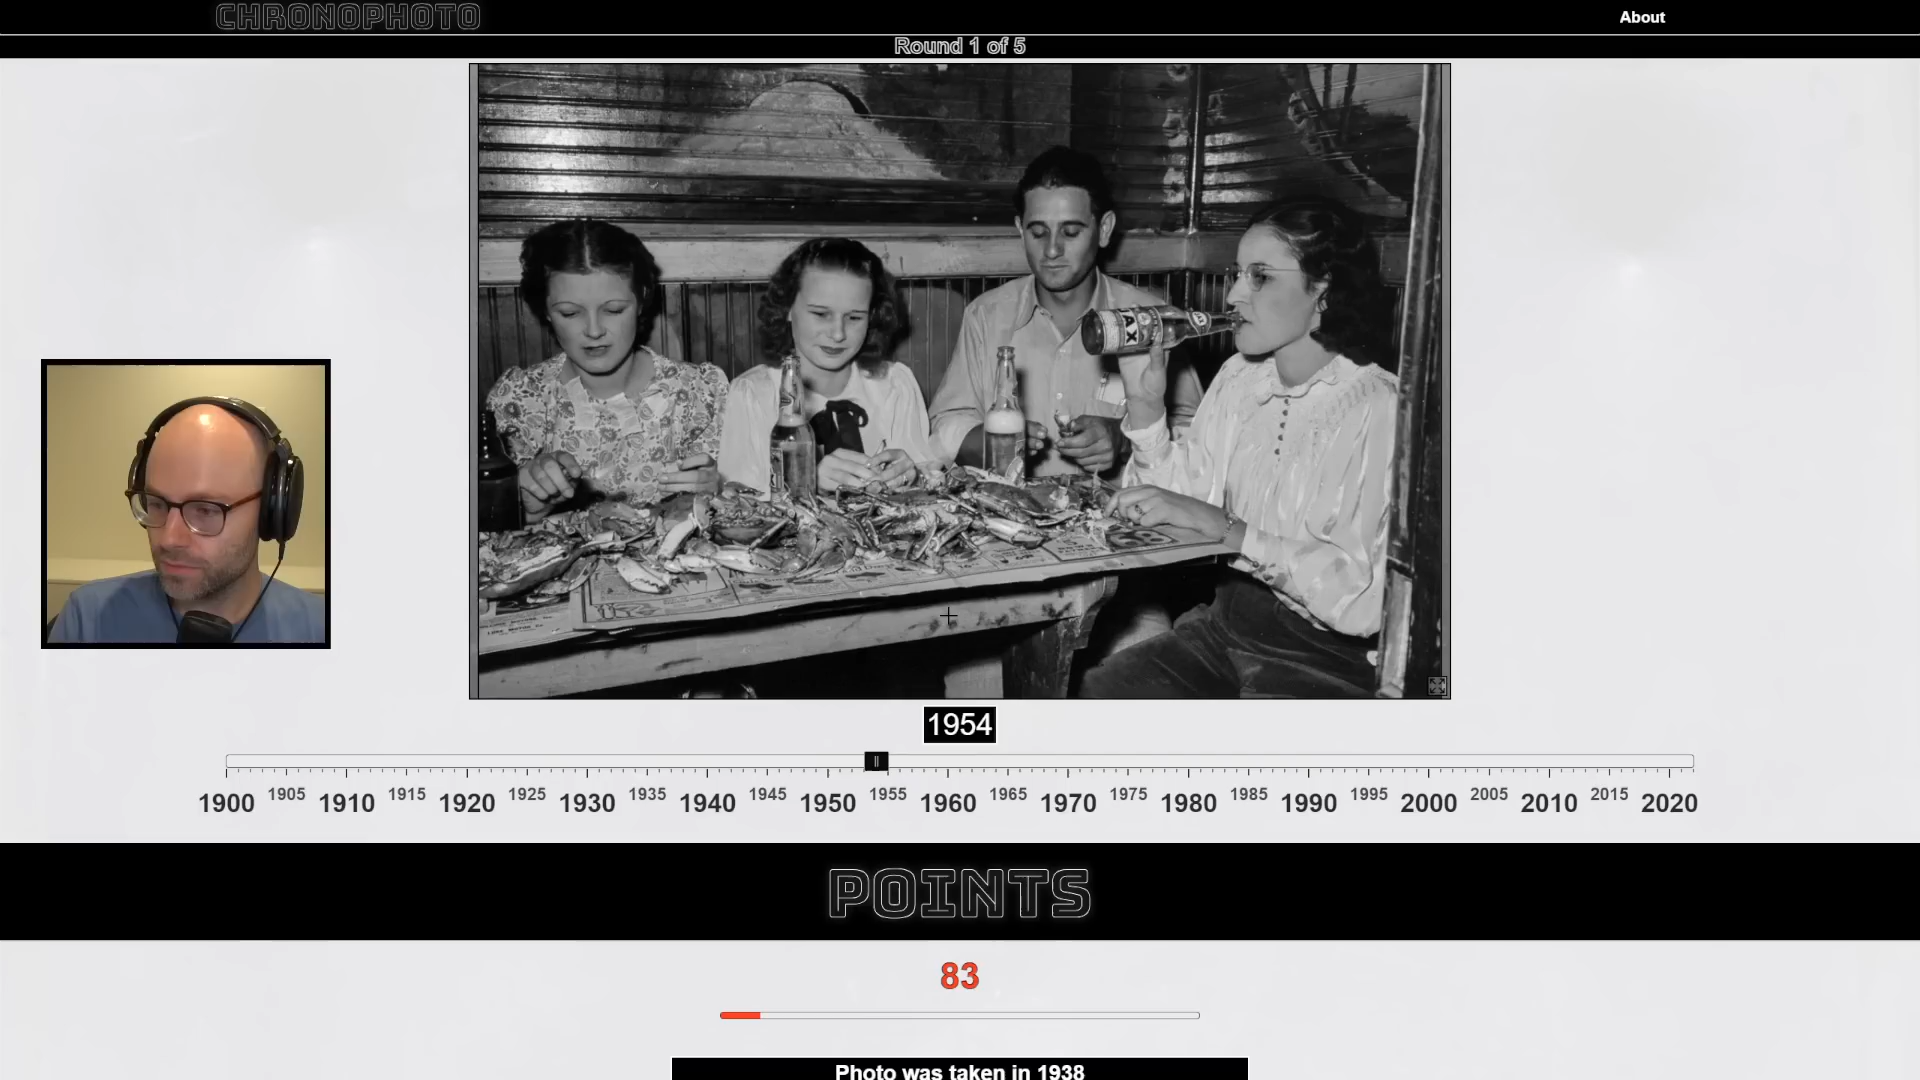 CHRONOPHOTO
About
Round 1 of 5
AX
1954
1900 1905 1910 1915 1920 1925 1930 1935 1940 1945 1950 1955 1960 1965 1970 1975 1980 1985 1990 1995 2000 2005 2010 2015 2020
POINTS
83
Photo was taken in 1938